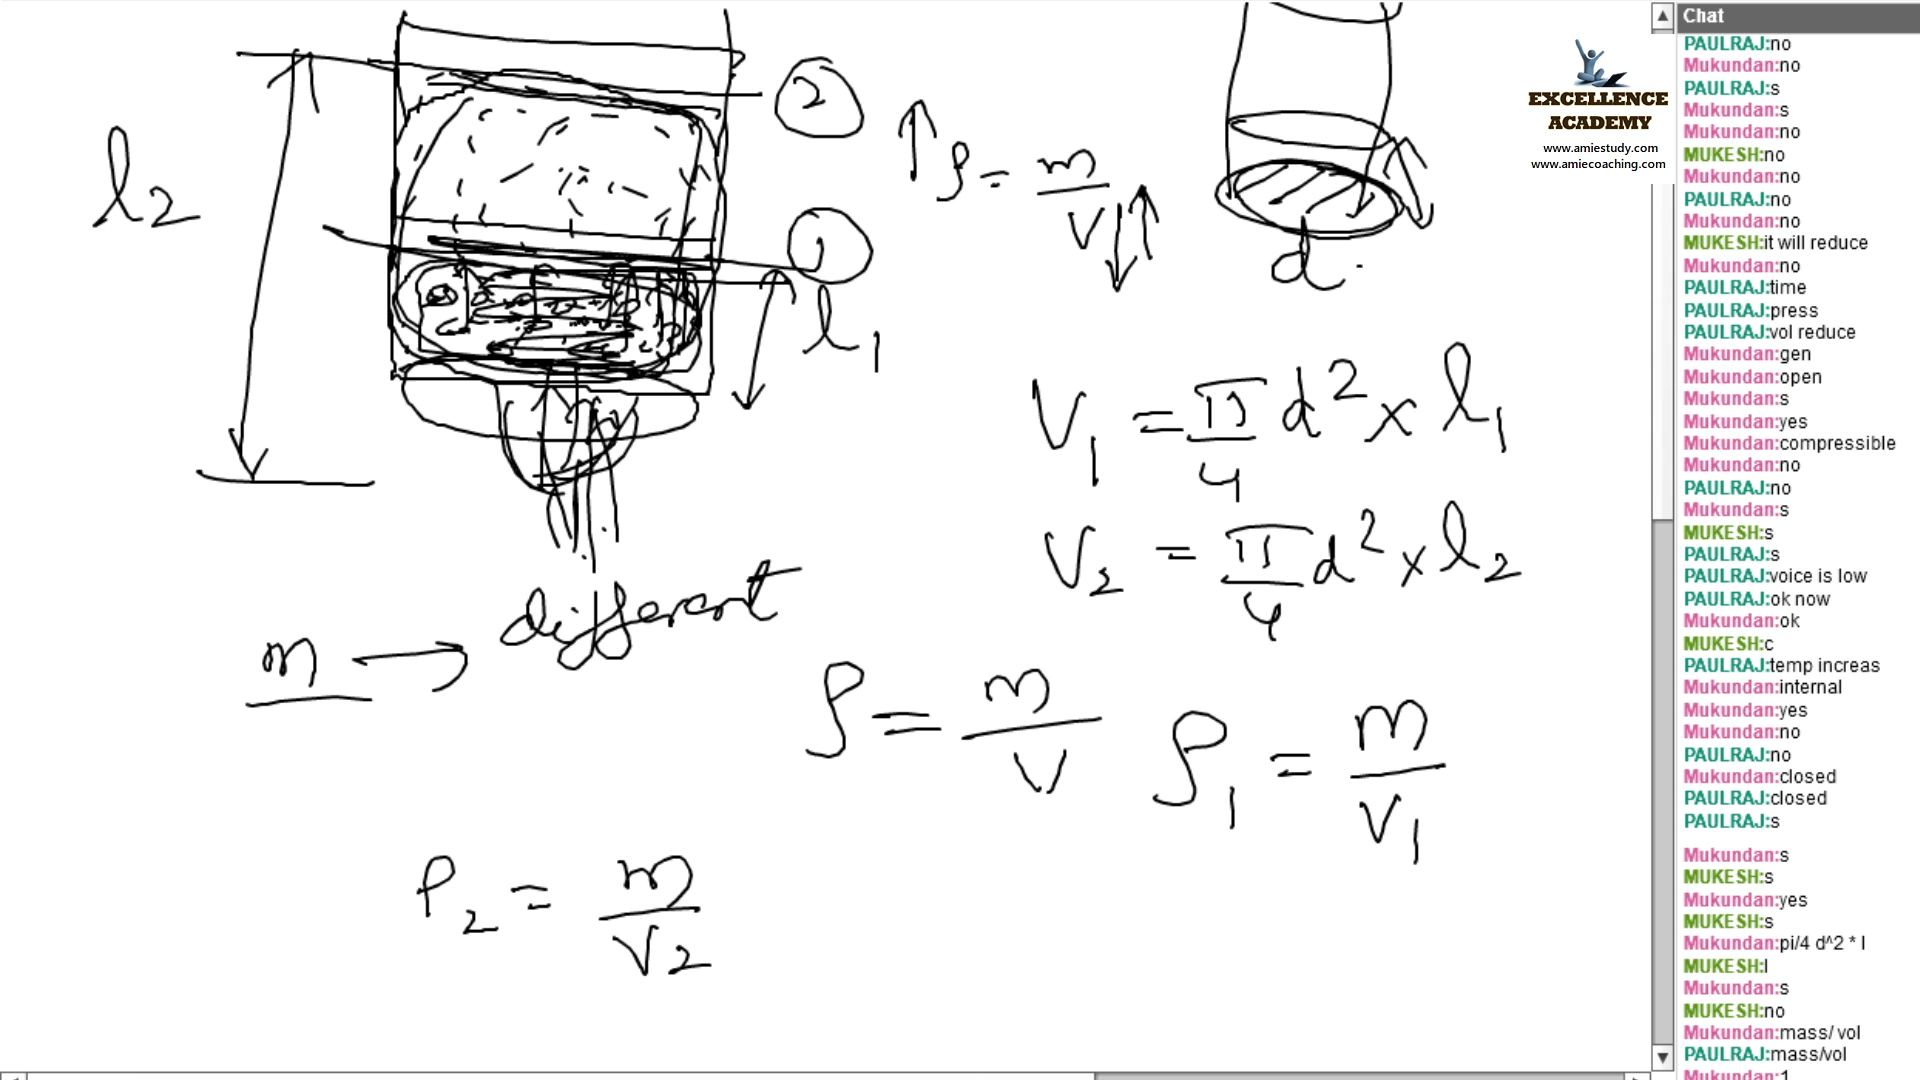 l2
2
1
l1
ρ = m/V
d
V1 = π/4 d² × l1
V2 = π/4 d² × l2
m → different
ρ = m/V
ρ1 = m/V1
ρ2 = m/V2
EXCELLENCE
ACADEMY
www.amiestudy.com
www.amiecoaching.com
Chat
PAULRAJ:no
Mukundan:no
PAULRAJ:s
Mukundan:s
Mukundan:no
MUKESH:no
Mukundan:no
PAULRAJ:no
Mukundan:no
MUKESH:it will reduce
Mukundan:no
PAULRAJ:time
PAULRAJ:press
PAULRAJ:vol reduce
Mukundan:gen
Mukundan:open
Mukundan:s
Mukundan:yes
Mukundan:compressible
Mukundan:no
PAULRAJ:no
Mukundan:s
MUKESH:s
PAULRAJ:s
PAULRAJ:voice is low
PAULRAJ:ok now
Mukundan:ok
MUKESH:c
PAULRAJ:temp increas
Mukundan:internal
Mukundan:yes
Mukundan:no
PAULRAJ:no
Mukundan:closed
PAULRAJ:closed
PAULRAJ:s
Mukundan:s
MUKESH:s
Mukundan:yes
MUKESH:s
Mukundan:pi/4 d^2 * l
MUKESH:l
Mukundan:s
MUKESH:no
Mukundan:mass/ vol
PAULRAJ:mass/vol
Mukundan:1